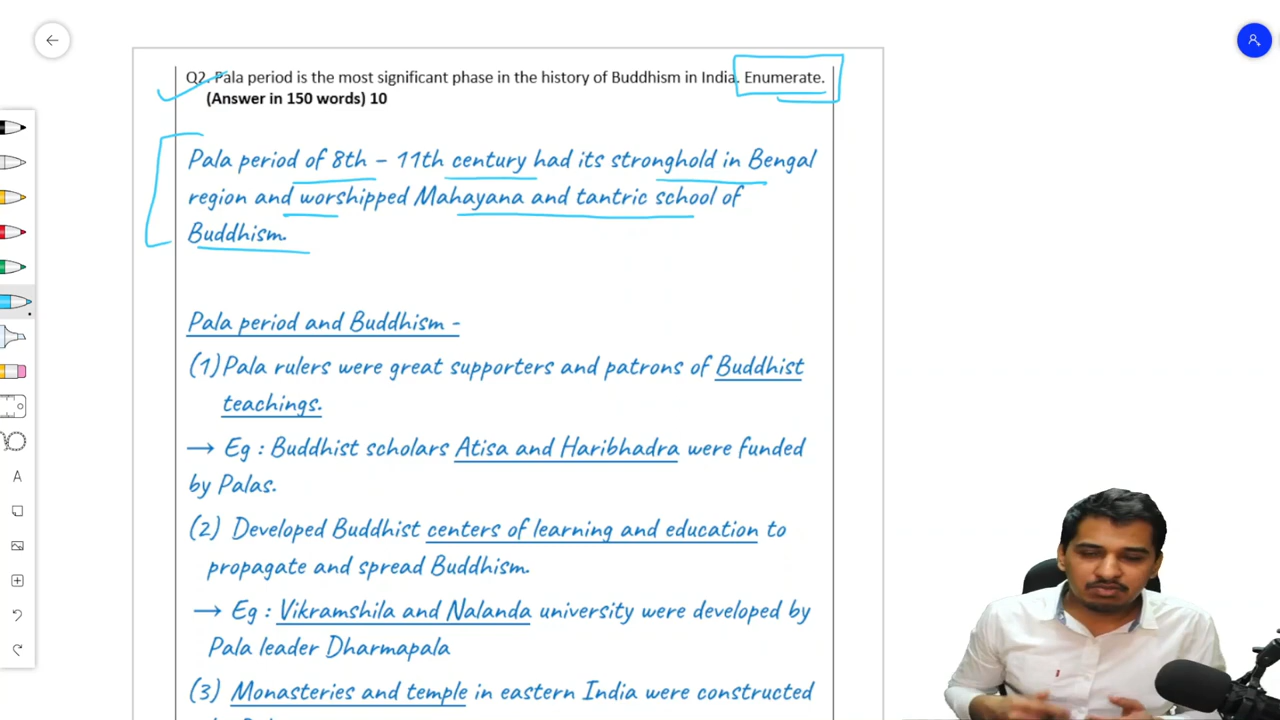 Q2. Pala period is the most significant phase in the history of Buddhism in India. Enumerate.
(Answer in 150 words) 10
Pala period of 8th – 11th century had its stronghold in Bengal
region and worshipped Mahayana and tantric school of
Buddhism.
Pala period and Buddhism -
(1) Pala rulers were great supporters and patrons of Buddhist
teachings.
→ Eg : Buddhist scholars Atisa and Haribhadra were funded
by Palas.
(2) Developed Buddhist centers of learning and education to
propagate and spread Buddhism.
→ Eg : Vikramshila and Nalanda university were developed by
Pala leader Dharmapala
(3) Monasteries and temple in eastern India were constructed